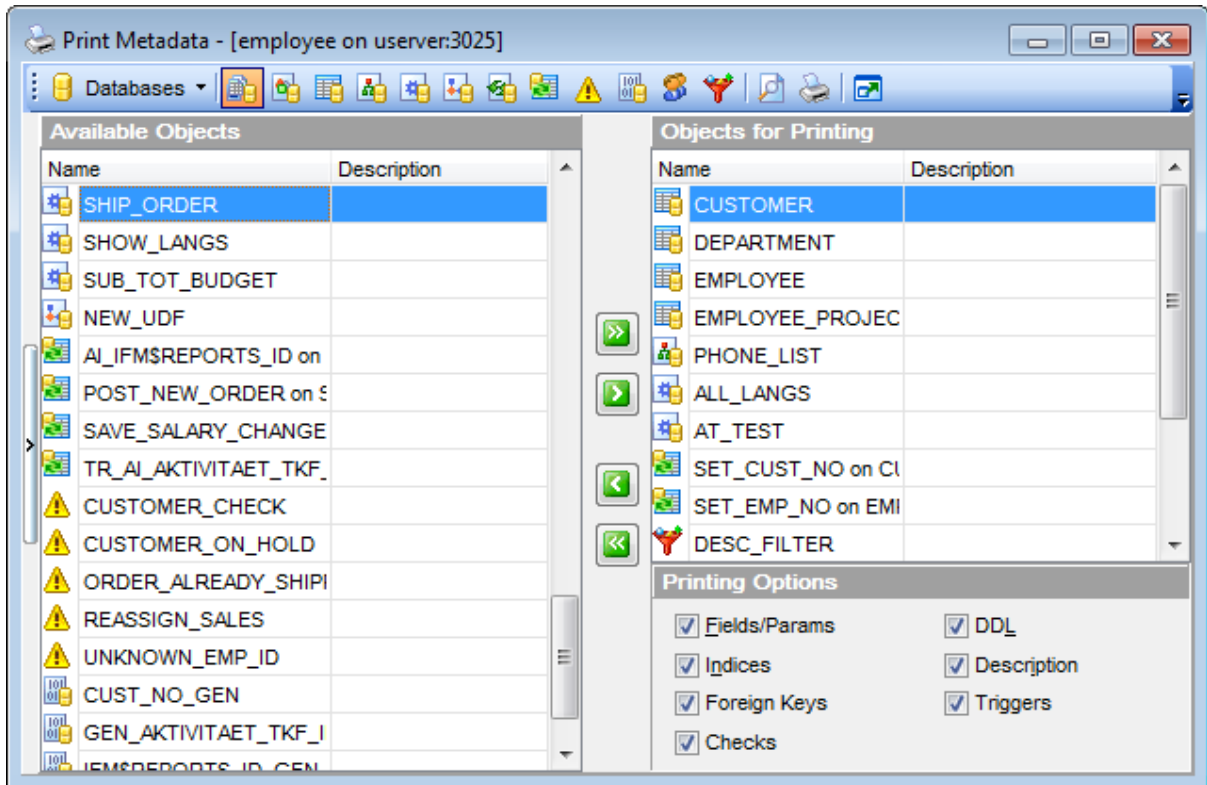 Print Metadata - [employee on userver:3025]
Databases
Available Objects
Name Description
SHIP_ORDER
SHOW_LANGS
SUB_TOT_BUDGET
NEW_UDF
AI_IFM$REPORTS_ID on
POST_NEW_ORDER on S
SAVE_SALARY_CHANGE
TR_AI_AKTIVITAET_TKF_
CUSTOMER_CHECK
CUSTOMER_ON_HOLD
ORDER_ALREADY_SHIPI
REASSIGN_SALES
UNKNOWN_EMP_ID
CUST_NO_GEN
GEN_AKTIVITAET_TKF_I
IFM$REPORTS_ID_GEN
Objects for Printing
Name Description
CUSTOMER
DEPARTMENT
EMPLOYEE
EMPLOYEE_PROJEC
PHONE_LIST
ALL_LANGS
AT_TEST
SET_CUST_NO on CU
SET_EMP_NO on EMI
DESC_FILTER
Printing Options
Fields/Params DDL
Indices Description
Foreign Keys Triggers
Checks